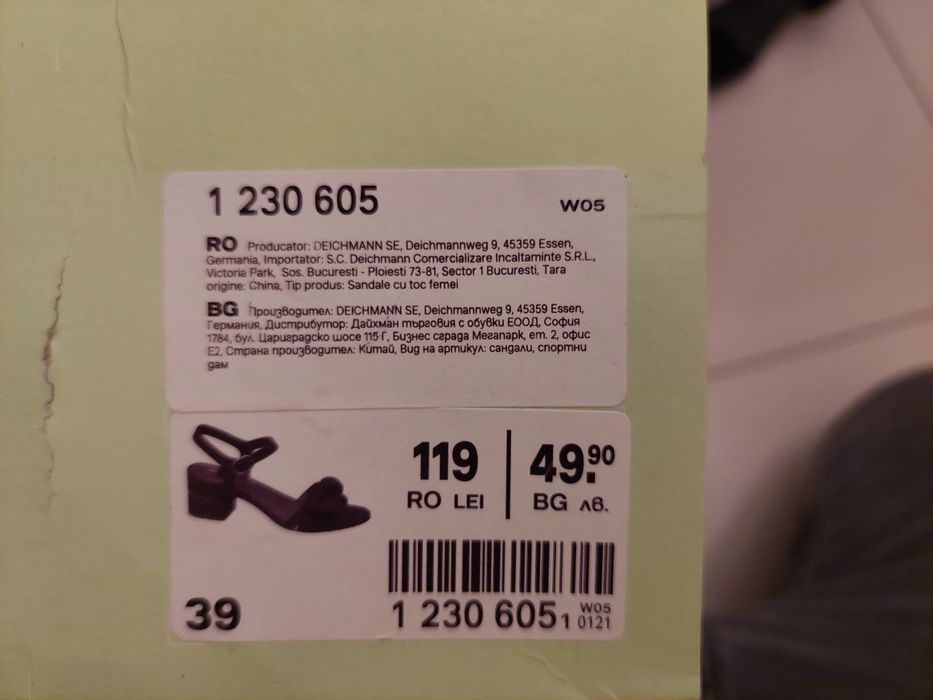 1 230 605 W05
RO Producator: DEICHMANN SE, Deichmannweg 9, 45359 Essen,
Germania, Importator: S.C. Deichmann Comercializare Incaltaminte S.R.L.,
Victoria Park, Sos. Bucuresti - Ploiesti 73-81, Sector 1 Bucuresti, Tara
origine: China, Tip produs: Sandale cu toc femei
BG Производител: DEICHMANN SE, Deichmannweg 9, 45359 Essen,
Германия, Дистрибутор: Дайхман търговия с обувки ЕООД, София
1784, бул. Цариградско шосе 115 Г, Бизнес сграда Мегапарк, ет. 2, офис
Е2, Страна производител: Китай, Вид на артикул: сандали, спортни
дам
119 49.90
RO LEI BG лв.
39
1 230 605 1 W05
0121